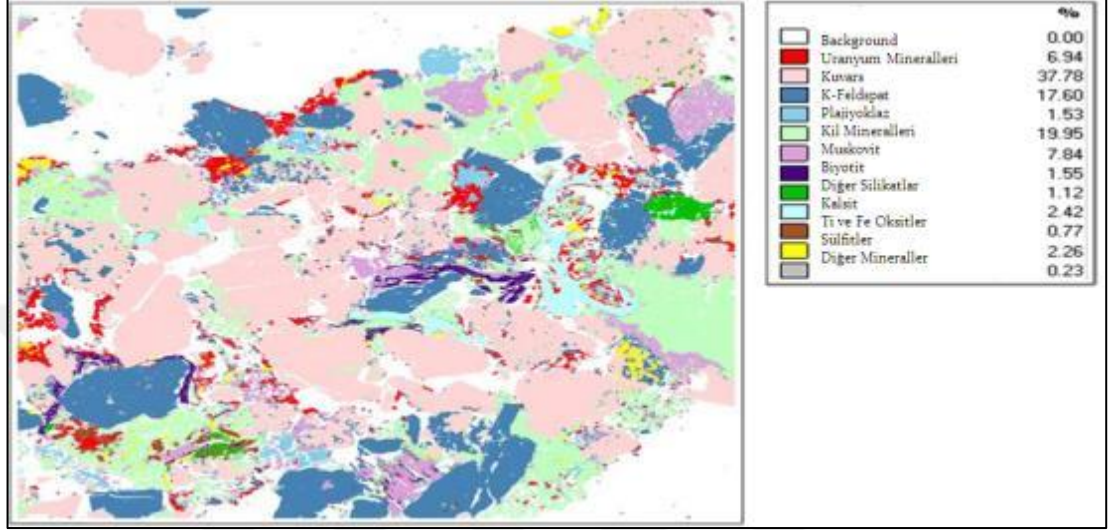 %
Background 0.00
Uranyum Mineralleri 6.94
Kuvars 37.78
K-Feldspat 17.60
Plajiyoklaz 1.53
Kil Mineralleri 19.95
Muskovit 7.84
Biyotit 1.55
Diğer Silikatlar 1.12
Kalsit 2.42
Ti ve Fe Oksitler 0.77
Sülfitler 2.26
Diğer Mineraller 0.23